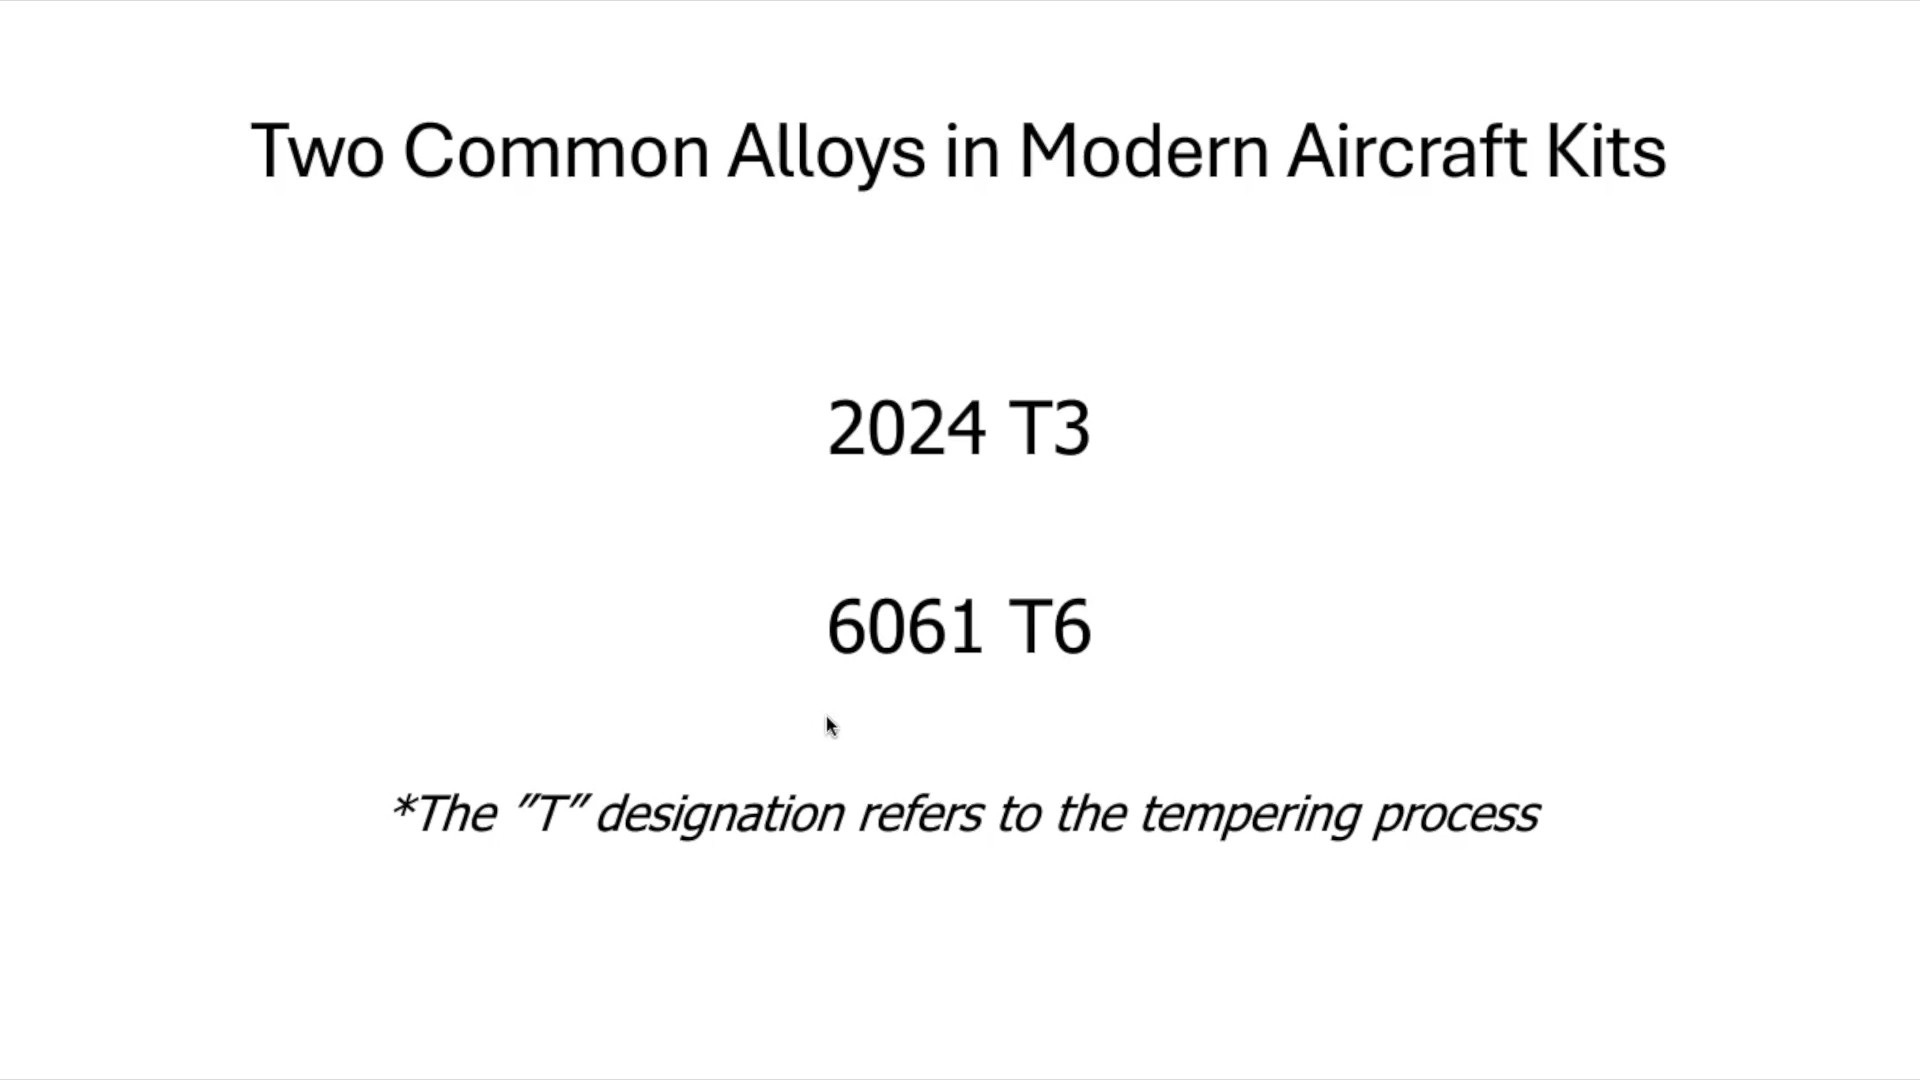 Two Common Alloys in Modern Aircraft Kits
2024 T3
6061 T6
*The "T" designation refers to the tempering process